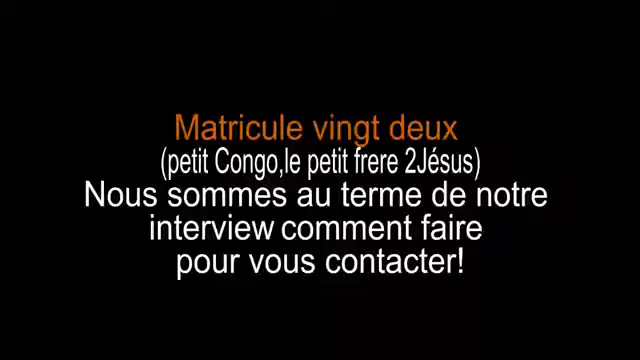 Matricule vingt deux
(petit Congo,le petit frere 2Jésus)
Nous sommes au terme de notre
interview comment faire
pour vous contacter!